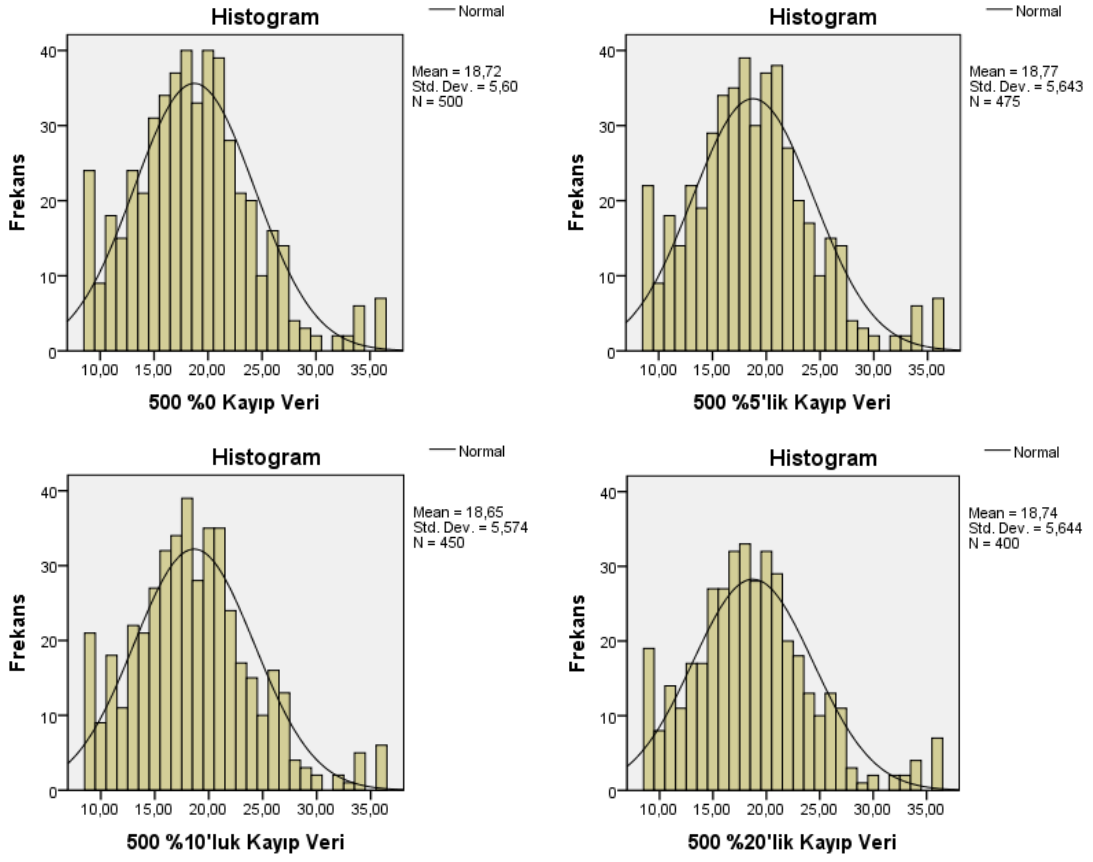 Histogram
Normal
Mean = 18,72
Std. Dev. = 5,60
N = 500
Frekans
40
30
20
10
0
10,00 15,00 20,00 25,00 30,00 35,00
500 %0 Kayıp Veri
Histogram
Normal
Mean = 18,77
Std. Dev. = 5,643
N = 475
Frekans
40
30
20
10
0
10,00 15,00 20,00 25,00 30,00 35,00
500 %5'lik Kayıp Veri
Histogram
Normal
Mean = 18,65
Std. Dev. = 5,574
N = 450
Frekans
40
30
20
10
0
10,00 15,00 20,00 25,00 30,00 35,00
500 %10'luk Kayıp Veri
Histogram
Normal
Mean = 18,74
Std. Dev. = 5,644
N = 400
Frekans
40
30
20
10
0
10,00 15,00 20,00 25,00 30,00 35,00
500 %20'lik Kayıp Veri